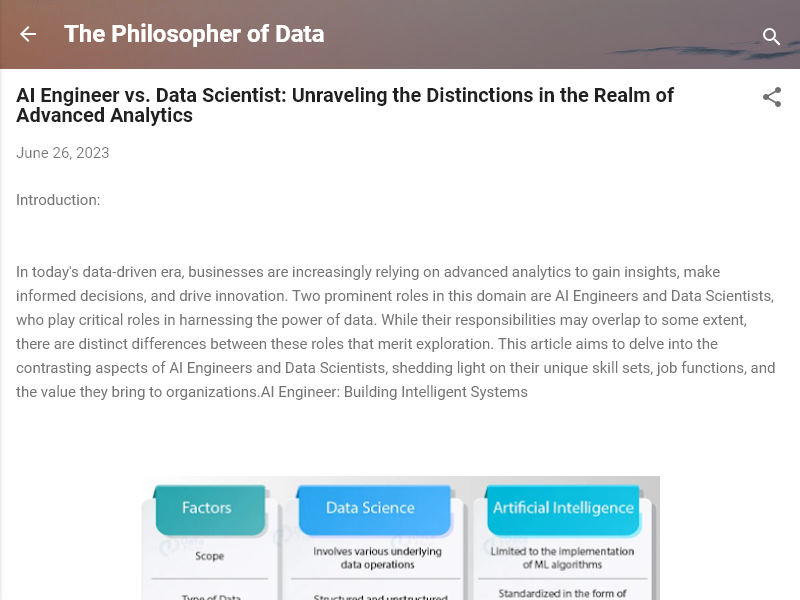 The Philosopher of Data
AI Engineer vs. Data Scientist: Unraveling the Distinctions in the Realm of
Advanced Analytics
June 26, 2023
Introduction:
In today's data-driven era, businesses are increasingly relying on advanced analytics to gain insights, make
informed decisions, and drive innovation. Two prominent roles in this domain are AI Engineers and Data Scientists,
who play critical roles in harnessing the power of data. While their responsibilities may overlap to some extent,
there are distinct differences between these roles that merit exploration. This article aims to delve into the
contrasting aspects of AI Engineers and Data Scientists, shedding light on their unique skill sets, job functions, and
the value they bring to organizations.AI Engineer: Building Intelligent Systems
Factors
Data Science
Artificial Intelligence
Scope
Involves various underlying
data operations
Limited to the implementation
of ML algorithms
Type of Data
Structured and unstructured
Standardized in the form of